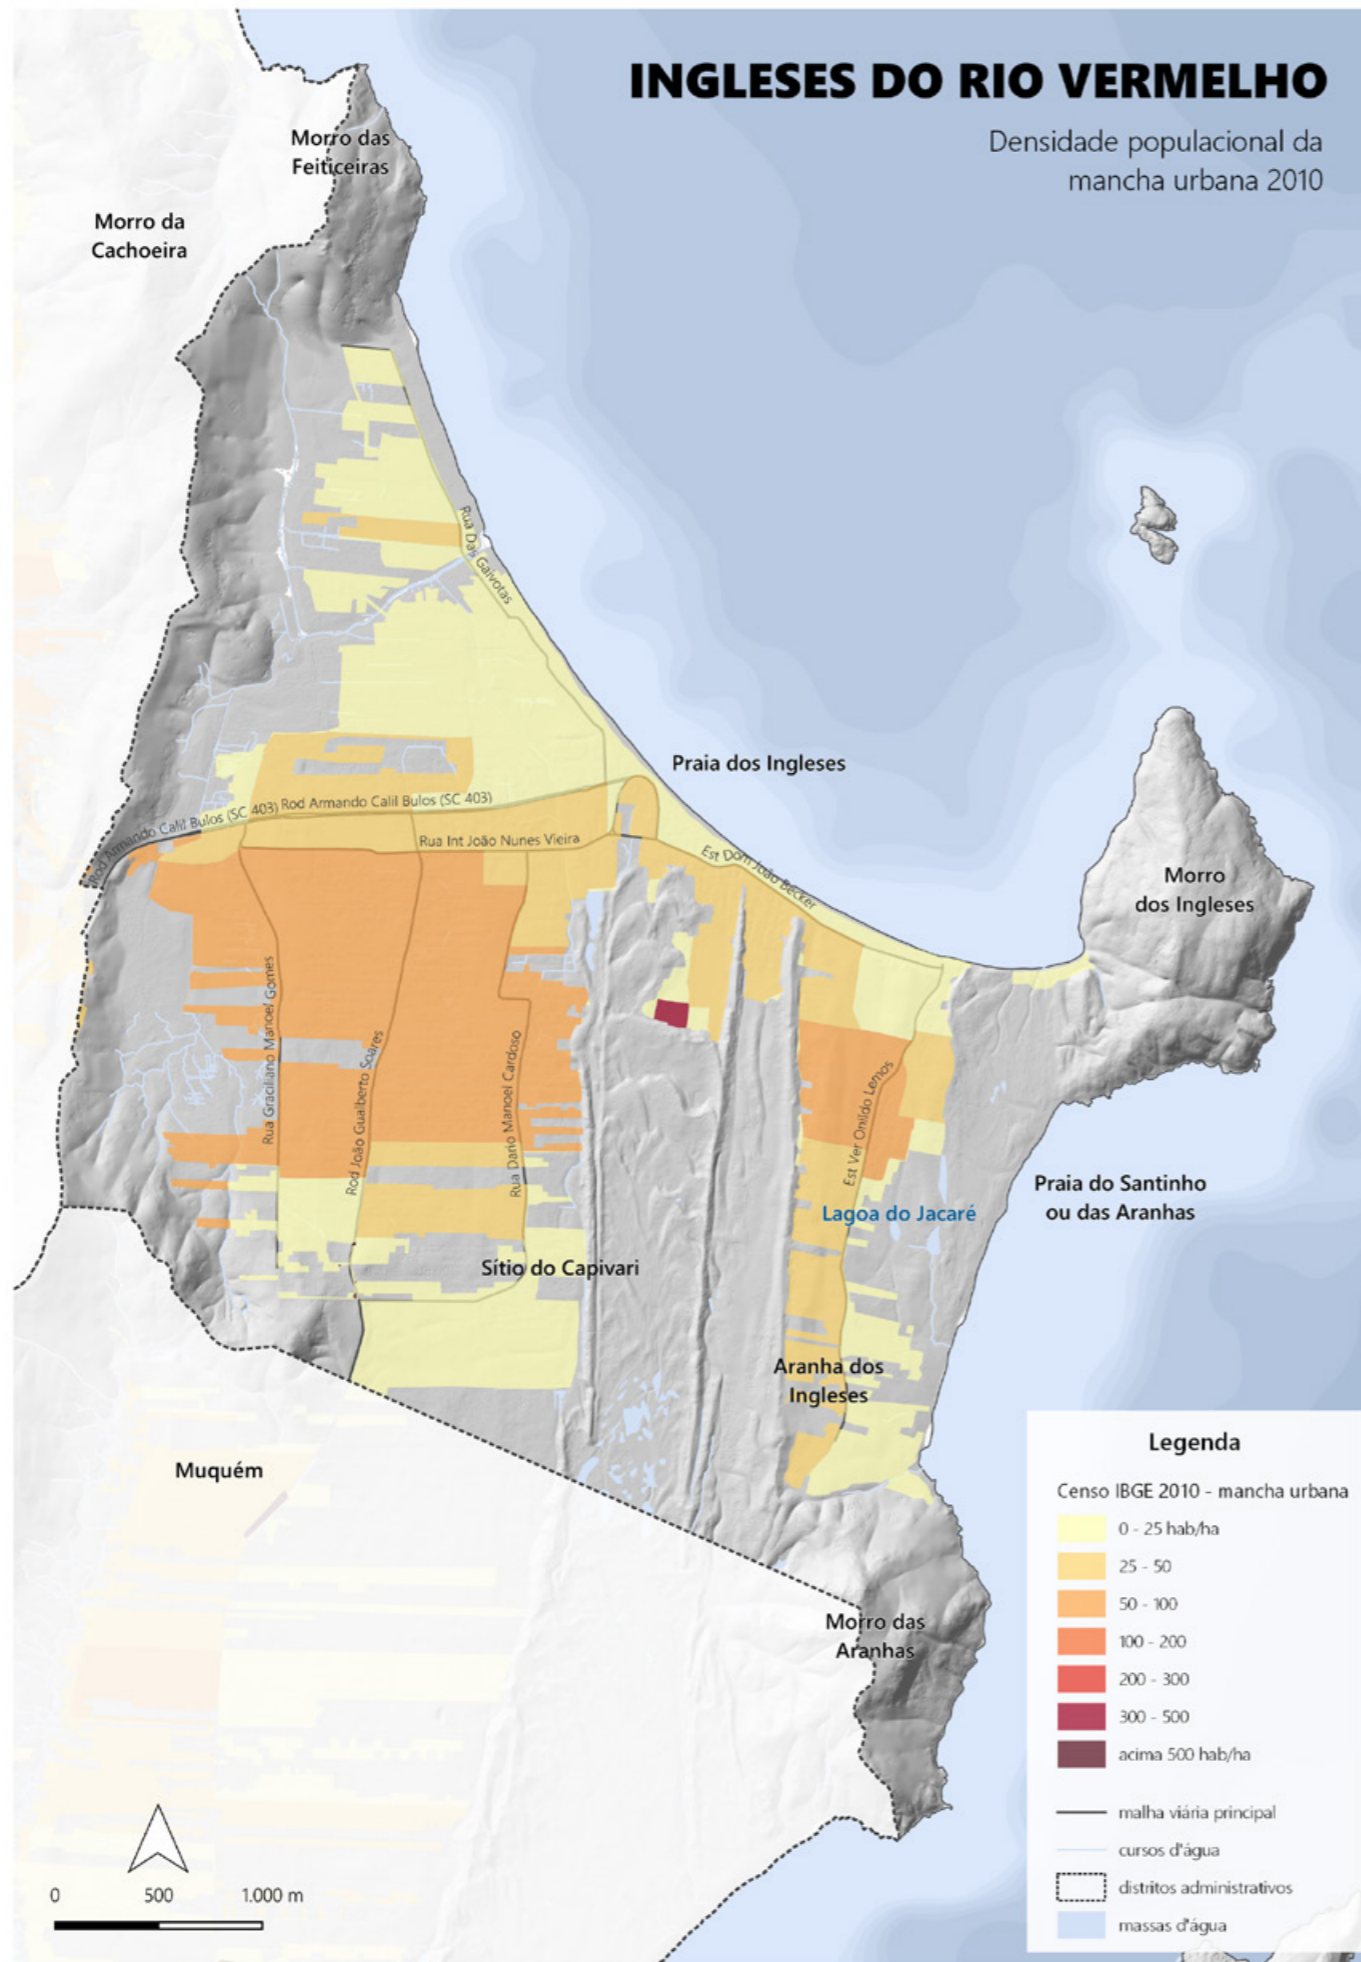 INGLESES DO RIO VERMELHO
Densidade populacional da
mancha urbana 2010
Morro das
Feiticeiras
Morro da
Cachoeira
Rua Das Gaivotas
Praia dos Ingleses
Rod Armando Calil Bulos (SC 403)
Rod Armando Calil Bulos (SC 403)
Rua Int João Nunes Vieira
Est Dom João Becker
Morro
dos Ingleses
Rua Graciliano Manoel Gomes
Rod João Gualberto Soares
Rua Dario Manoel Cardoso
Est Ver Onildo Lemos
Praia do Santinho
ou das Aranhas
Lagoa do Jacaré
Sítio do Capivari
Aranha dos
Ingleses
Muquém
Morro das
Aranhas
Legenda
Censo IBGE 2010 - mancha urbana
0 - 25 hab/ha
25 - 50
50 - 100
100 - 200
200 - 300
300 - 500
acima 500 hab/ha
malha viária principal
cursos d'água
distritos administrativos
massas d'água
0 500 1.000 m